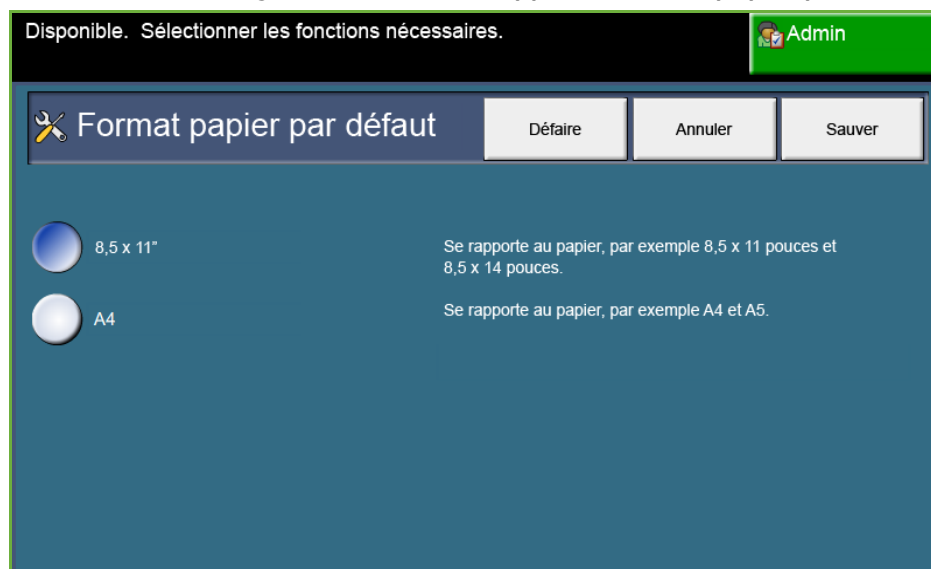 Disponible. Sélectionner les fonctions nécessaires.
Admin
Format papier par défaut
Défaire
Annuler
Sauver
8,5 x 11”
Se rapporte au papier, par exemple 8,5 x 11 pouces et
8,5 x 14 pouces.
A4
Se rapporte au papier, par exemple A4 et A5.